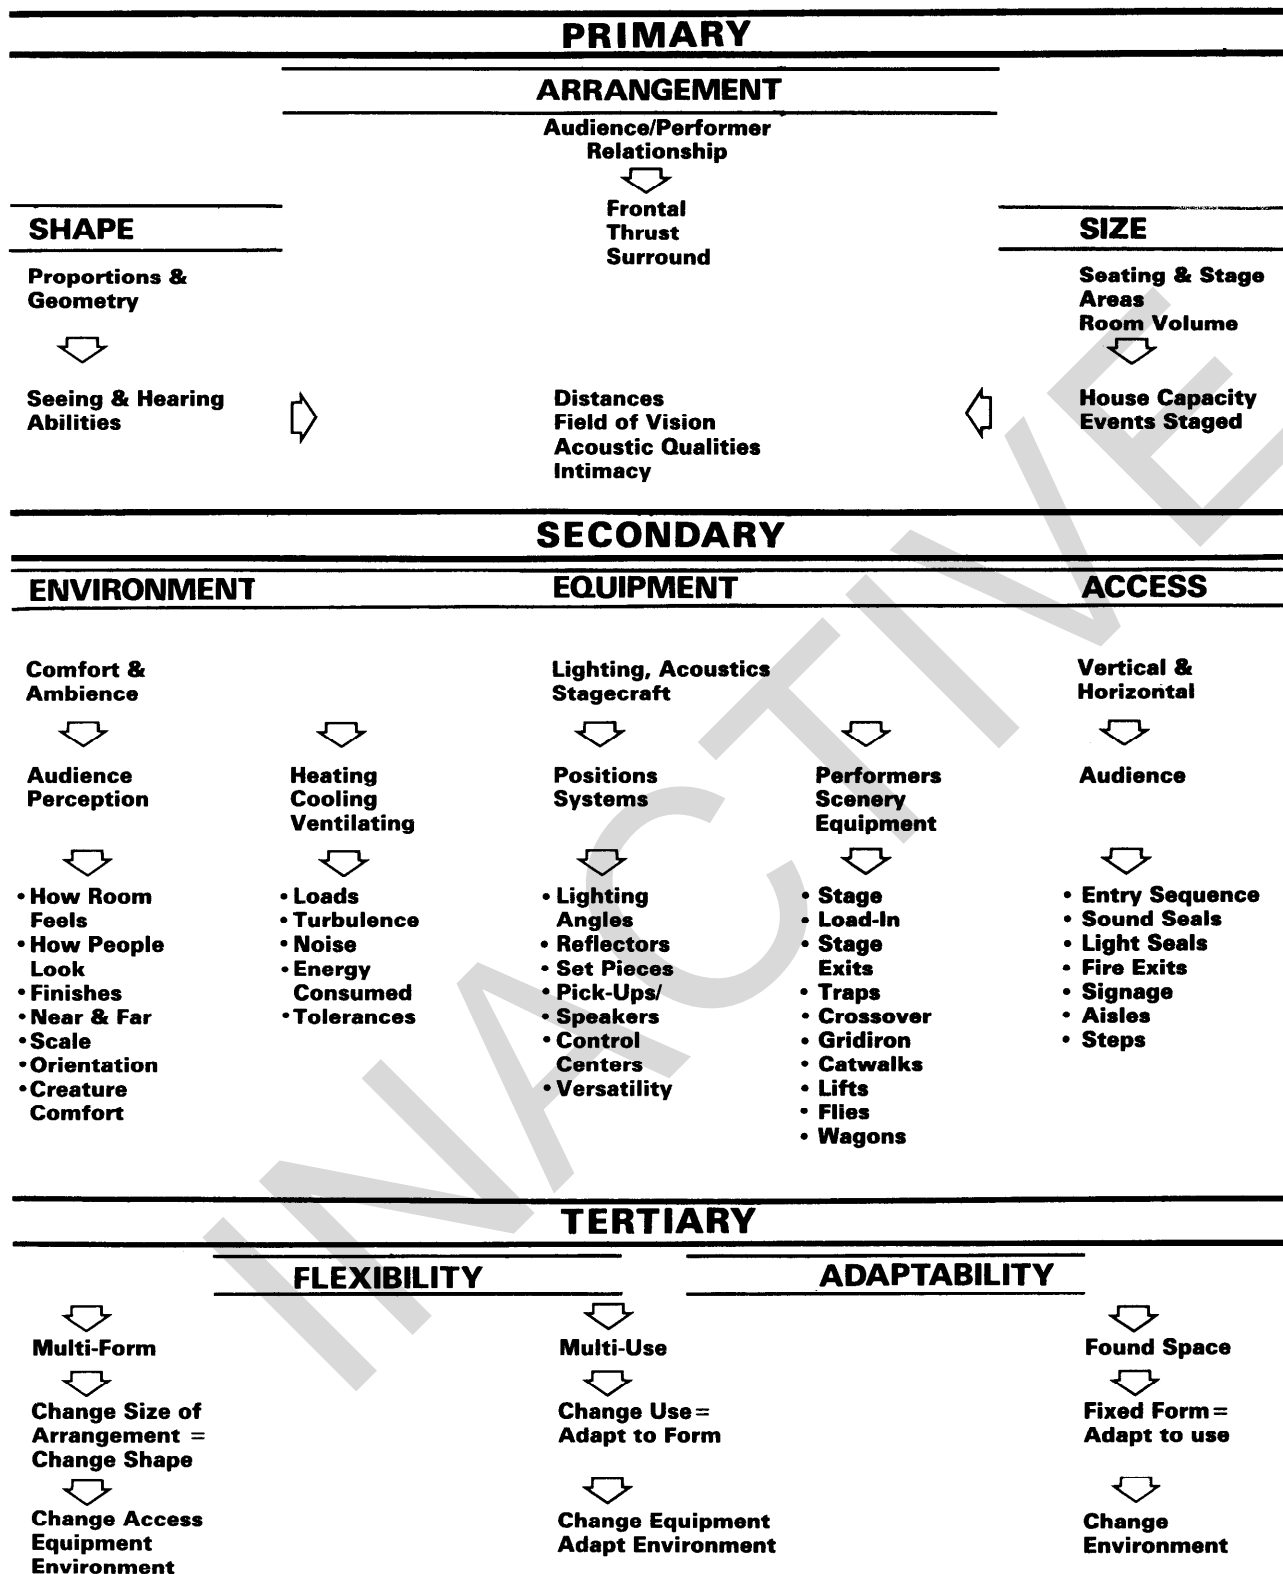 PRIMARY
ARRANGEMENT
Audience/Performer
Relationship
Frontal
Thrust
Surround
SHAPE
Proportions &
Geometry
Seeing & Hearing
Abilities
SIZE
Seating & Stage
Areas
Room Volume
House Capacity
Events Staged
Distances
Field of Vision
Acoustic Qualities
Intimacy
SECONDARY
ENVIRONMENT
Comfort &
Ambience
Audience
Perception
• How Room
Feels
• How People
Look
• Finishes
• Near & Far
• Scale
• Orientation
• Creature
Comfort
Heating
Cooling
Ventilating
• Loads
• Turbulence
• Noise
• Energy
Consumed
• Tolerances
EQUIPMENT
Lighting, Acoustics
Stagecraft
Positions
Systems
• Lighting
Angles
• Reflectors
• Set Pieces
• Pick-Ups/
• Speakers
• Control
Centers
• Versatility
Performers
Scenery
Equipment
• Stage
• Load-In
• Stage
Exits
• Traps
• Crossover
• Gridiron
• Catwalks
• Lifts
• Flies
• Wagons
ACCESS
Vertical &
Horizontal
Audience
• Entry Sequence
• Sound Seals
• Light Seals
• Fire Exits
• Signage
• Aisles
• Steps
TERTIARY
FLEXIBILITY
ADAPTABILITY
Multi-Form
Change Size of
Arrangement =
Change Shape
Change Access
Equipment
Environment
Multi-Use
Change Use =
Adapt to Form
Change Equipment
Adapt Environment
Found Space
Fixed Form =
Adapt to use
Change
Environment
INACTIVE